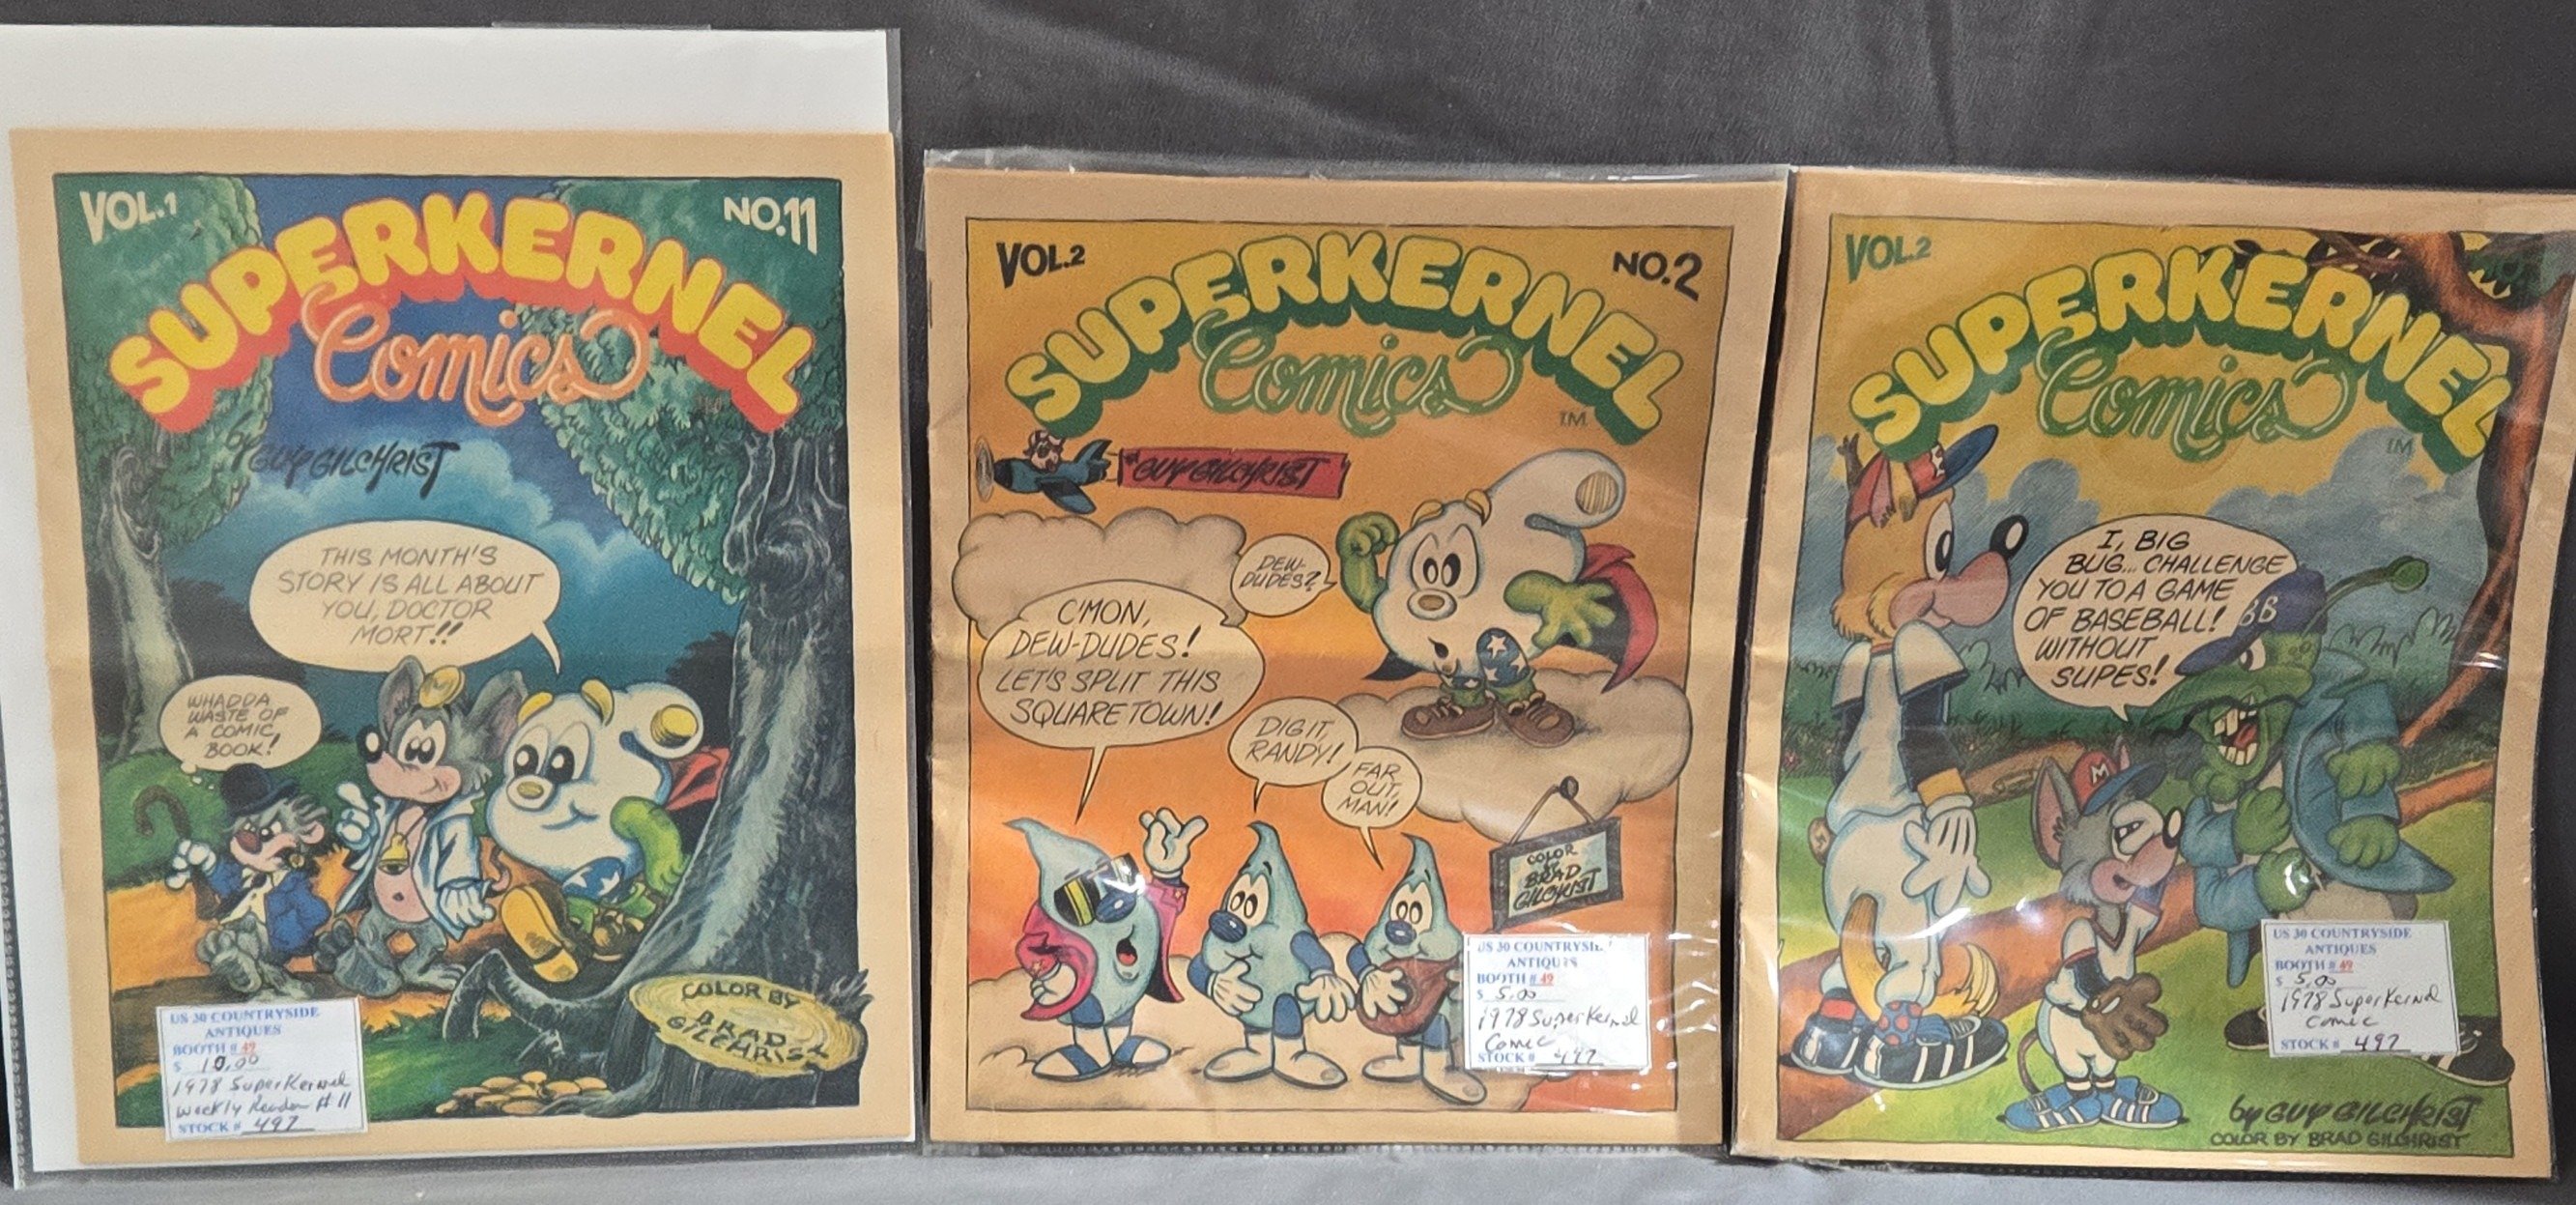 VOL.1
NO.11
SUPERKERNEL
Comics
TM
by GUY GILCHRIST
THIS MONTH'S
STORY IS ALL ABOUT
YOU, DOCTOR
MORT!!
WHADDA
WASTE OF
A COMIC
BOOK!
COLOR BY
BRAD
GILCHRIST
US 30 COUNTRYSIDE
ANTIQUES
BOOTH # 49
$ 10.00
1978 SuperKernel
Weekly Reader #11
STOCK # 497
VOL.2
NO.2
SUPERKERNEL
Comics
TM
GUY GILCHRIST
DEW-
DUDES?
C'MON,
DEW-DUDES!
LET'S SPLIT THIS
SQUARE TOWN!
DIG IT,
RANDY!
FAR
OUT,
MAN!
COLOR
BY
BRAD
GILCHRIST
US 30 COUNTRYSI
ANTIQUES
BOOTH # 49
$ 5.00
1978 SuperKernel
Comic
STOCK # 497
VOL.2
SUPERKERNEL
Comics
TM
I, BIG
BUG... CHALLENGE
YOU TO A GAME
OF BASEBALL!
WITHOUT
SUPES!
BB
M
US 30 COUNTRYSIDE
ANTIQUES
BOOTH # 49
$ 5.00
1978 SuperKernel
Comic
STOCK # 497
by GUY GILCHRIST
COLOR BY BRAD GILCHRIST